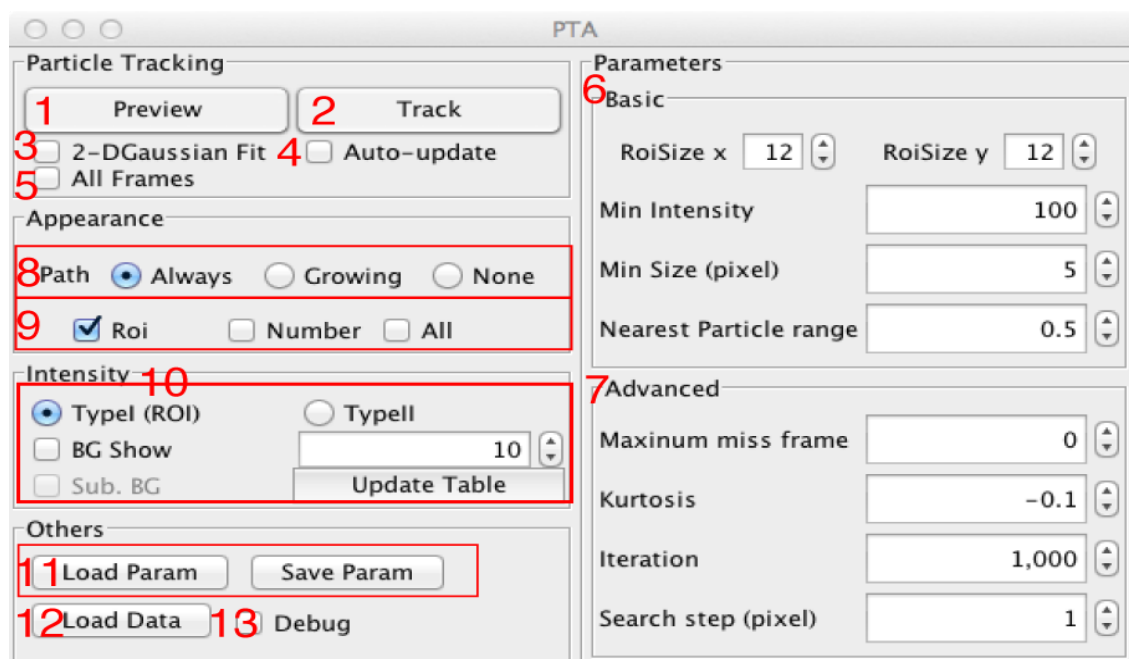 PTA
Particle Tracking
1 Preview 2 Track
3 2-DGaussian Fit 4 Auto-update
5 All Frames
Appearance
8 Path Always Growing None
9 Roi Number All
Intensity 10
TypeI (ROI) TypeII
BG Show 10
Sub. BG Update Table
Others
11 Load Param Save Param
12 Load Data 13 Debug
Parameters
6 Basic
RoiSize x 12 RoiSize y 12
Min Intensity 100
Min Size (pixel) 5
Nearest Particle range 0.5
7 Advanced
Maxinum miss frame 0
Kurtosis -0.1
Iteration 1,000
Search step (pixel) 1